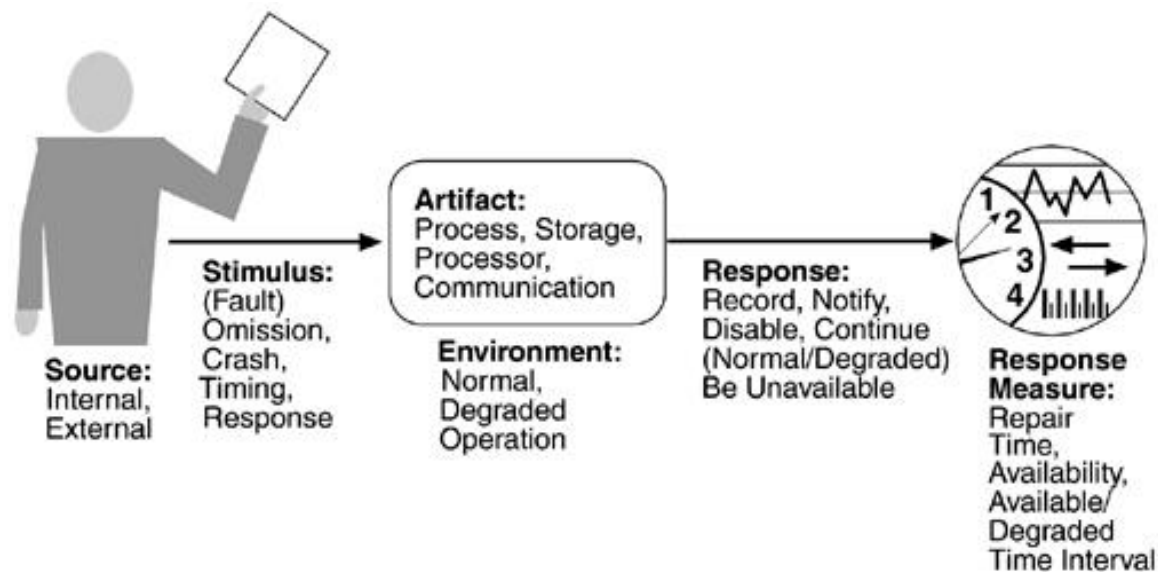 Source:
Internal,
External
Stimulus:
(Fault)
Omission,
Crash,
Timing,
Response
Artifact:
Process, Storage,
Processor,
Communication
Environment:
Normal,
Degraded
Operation
Response:
Record, Notify,
Disable, Continue
(Normal/Degraded)
Be Unavailable
1
2
3
4
Response
Measure:
Repair
Time,
Availability,
Available/
Degraded
Time Interval